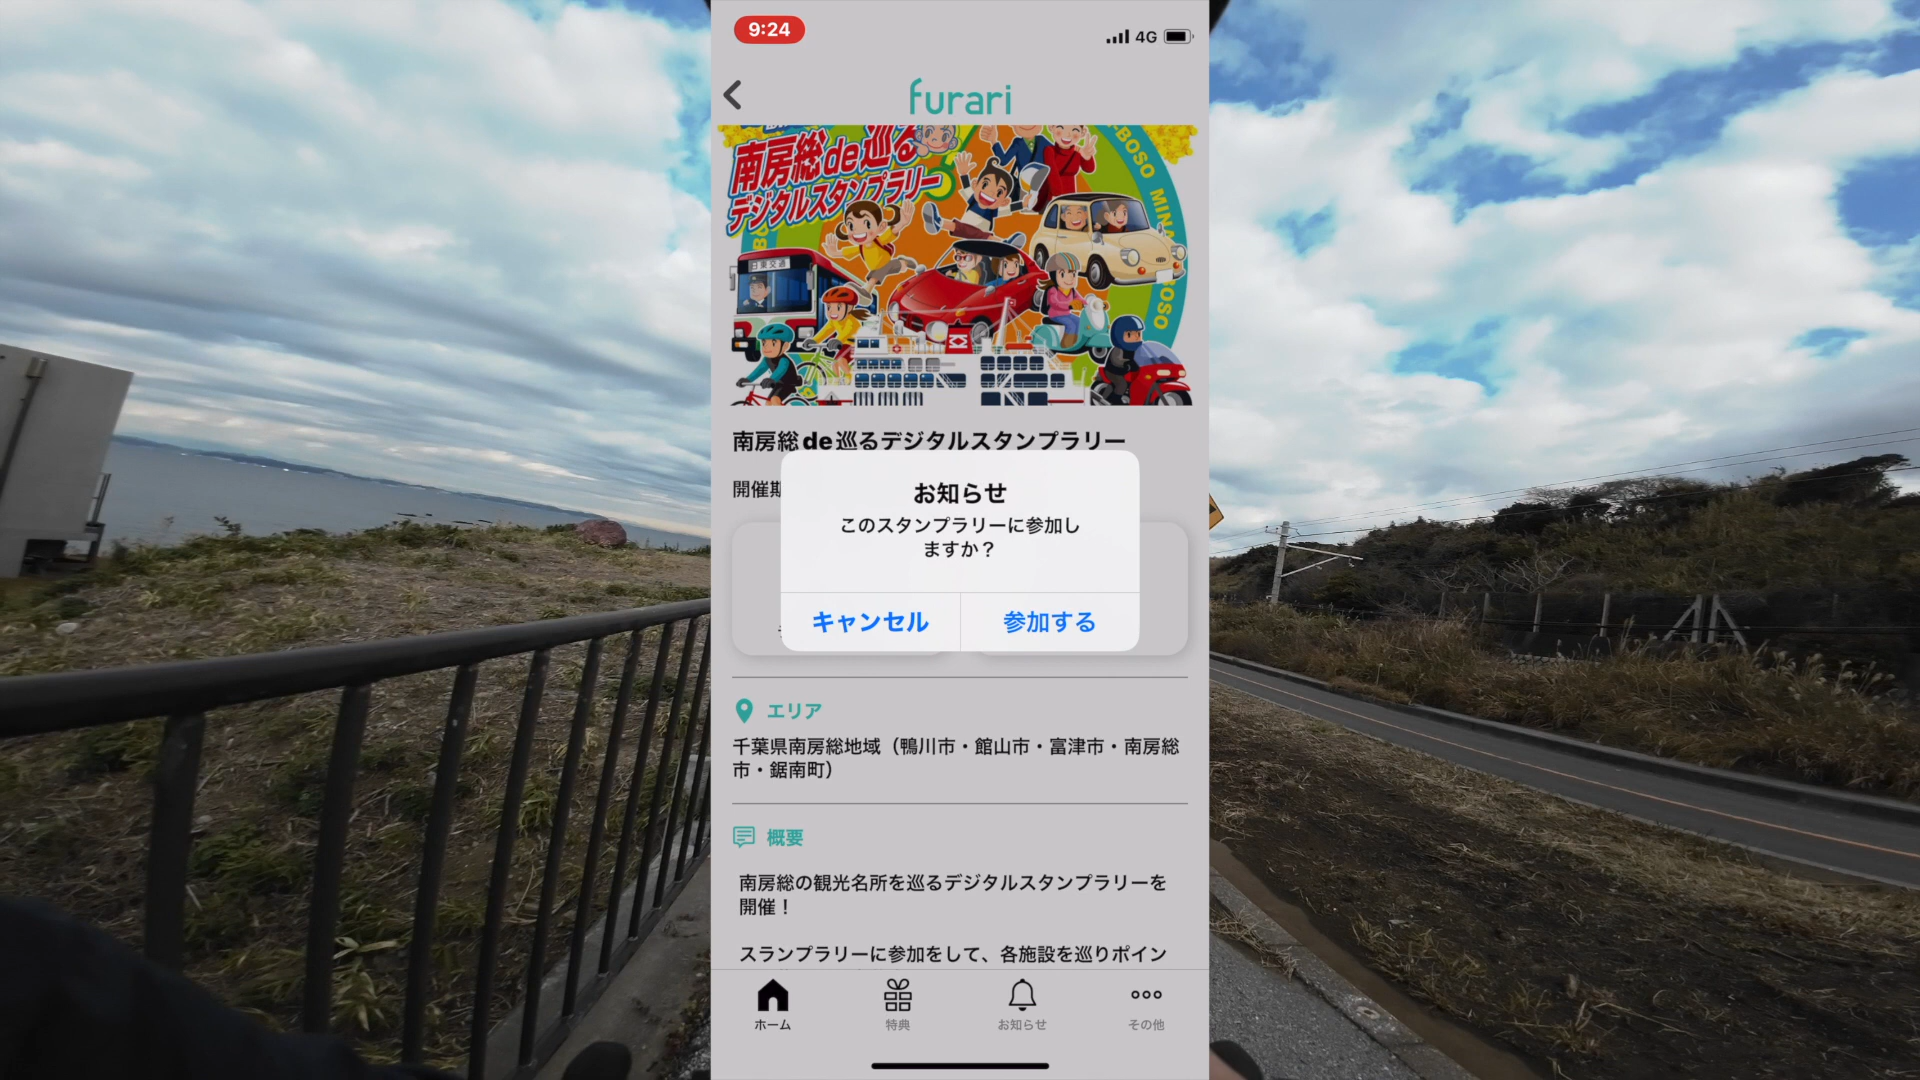 9:24
4G
furari
南房総de巡る
デジタルスタンプラリー
-BOSO MINA
OSO
日東交通
南房総de巡るデジタルスタンプラリー
開催期
お知らせ
このスタンプラリーに参加し
ますか？
キャンセル
参加する
エリア
千葉県南房総地域（鴨川市・館山市・富津市・南房総
市・鋸南町）
概要
南房総の観光名所を巡るデジタルスタンプラリーを
開催！
スランプラリーに参加をして、各施設を巡りポイン
ホーム
特典
お知らせ
その他